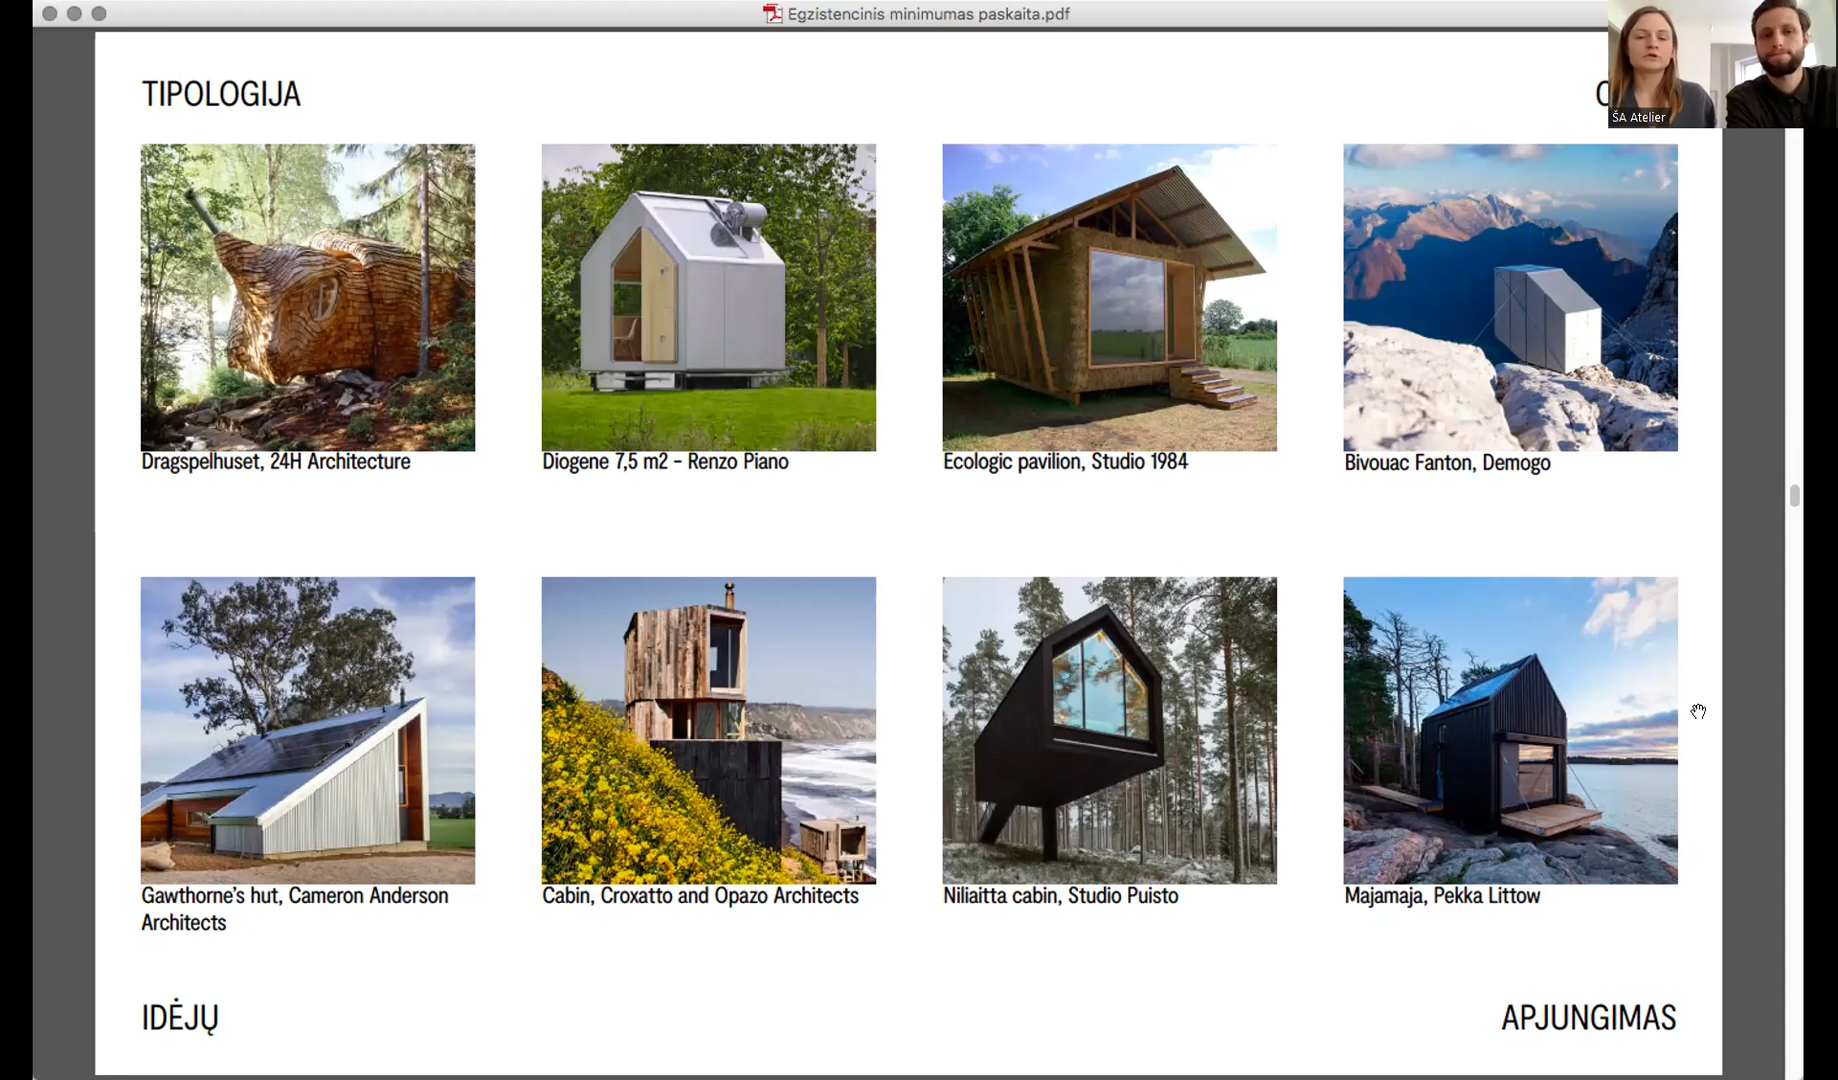 Egzistencinis minimumas paskaita.pdf
ŠA Atelier
TIPOLOGIJA
Dragspelhuset, 24H Architecture
Diogene 7,5 m2 - Renzo Piano
Ecologic pavilion, Studio 1984
Bivouac Fanton, Demogo
Gawthorne's hut, Cameron Anderson
Architects
Cabin, Croxatto and Opazo Architects
Niliaitta cabin, Studio Puisto
Majamaja, Pekka Littow
IDĖJŲ
APJUNGIMAS